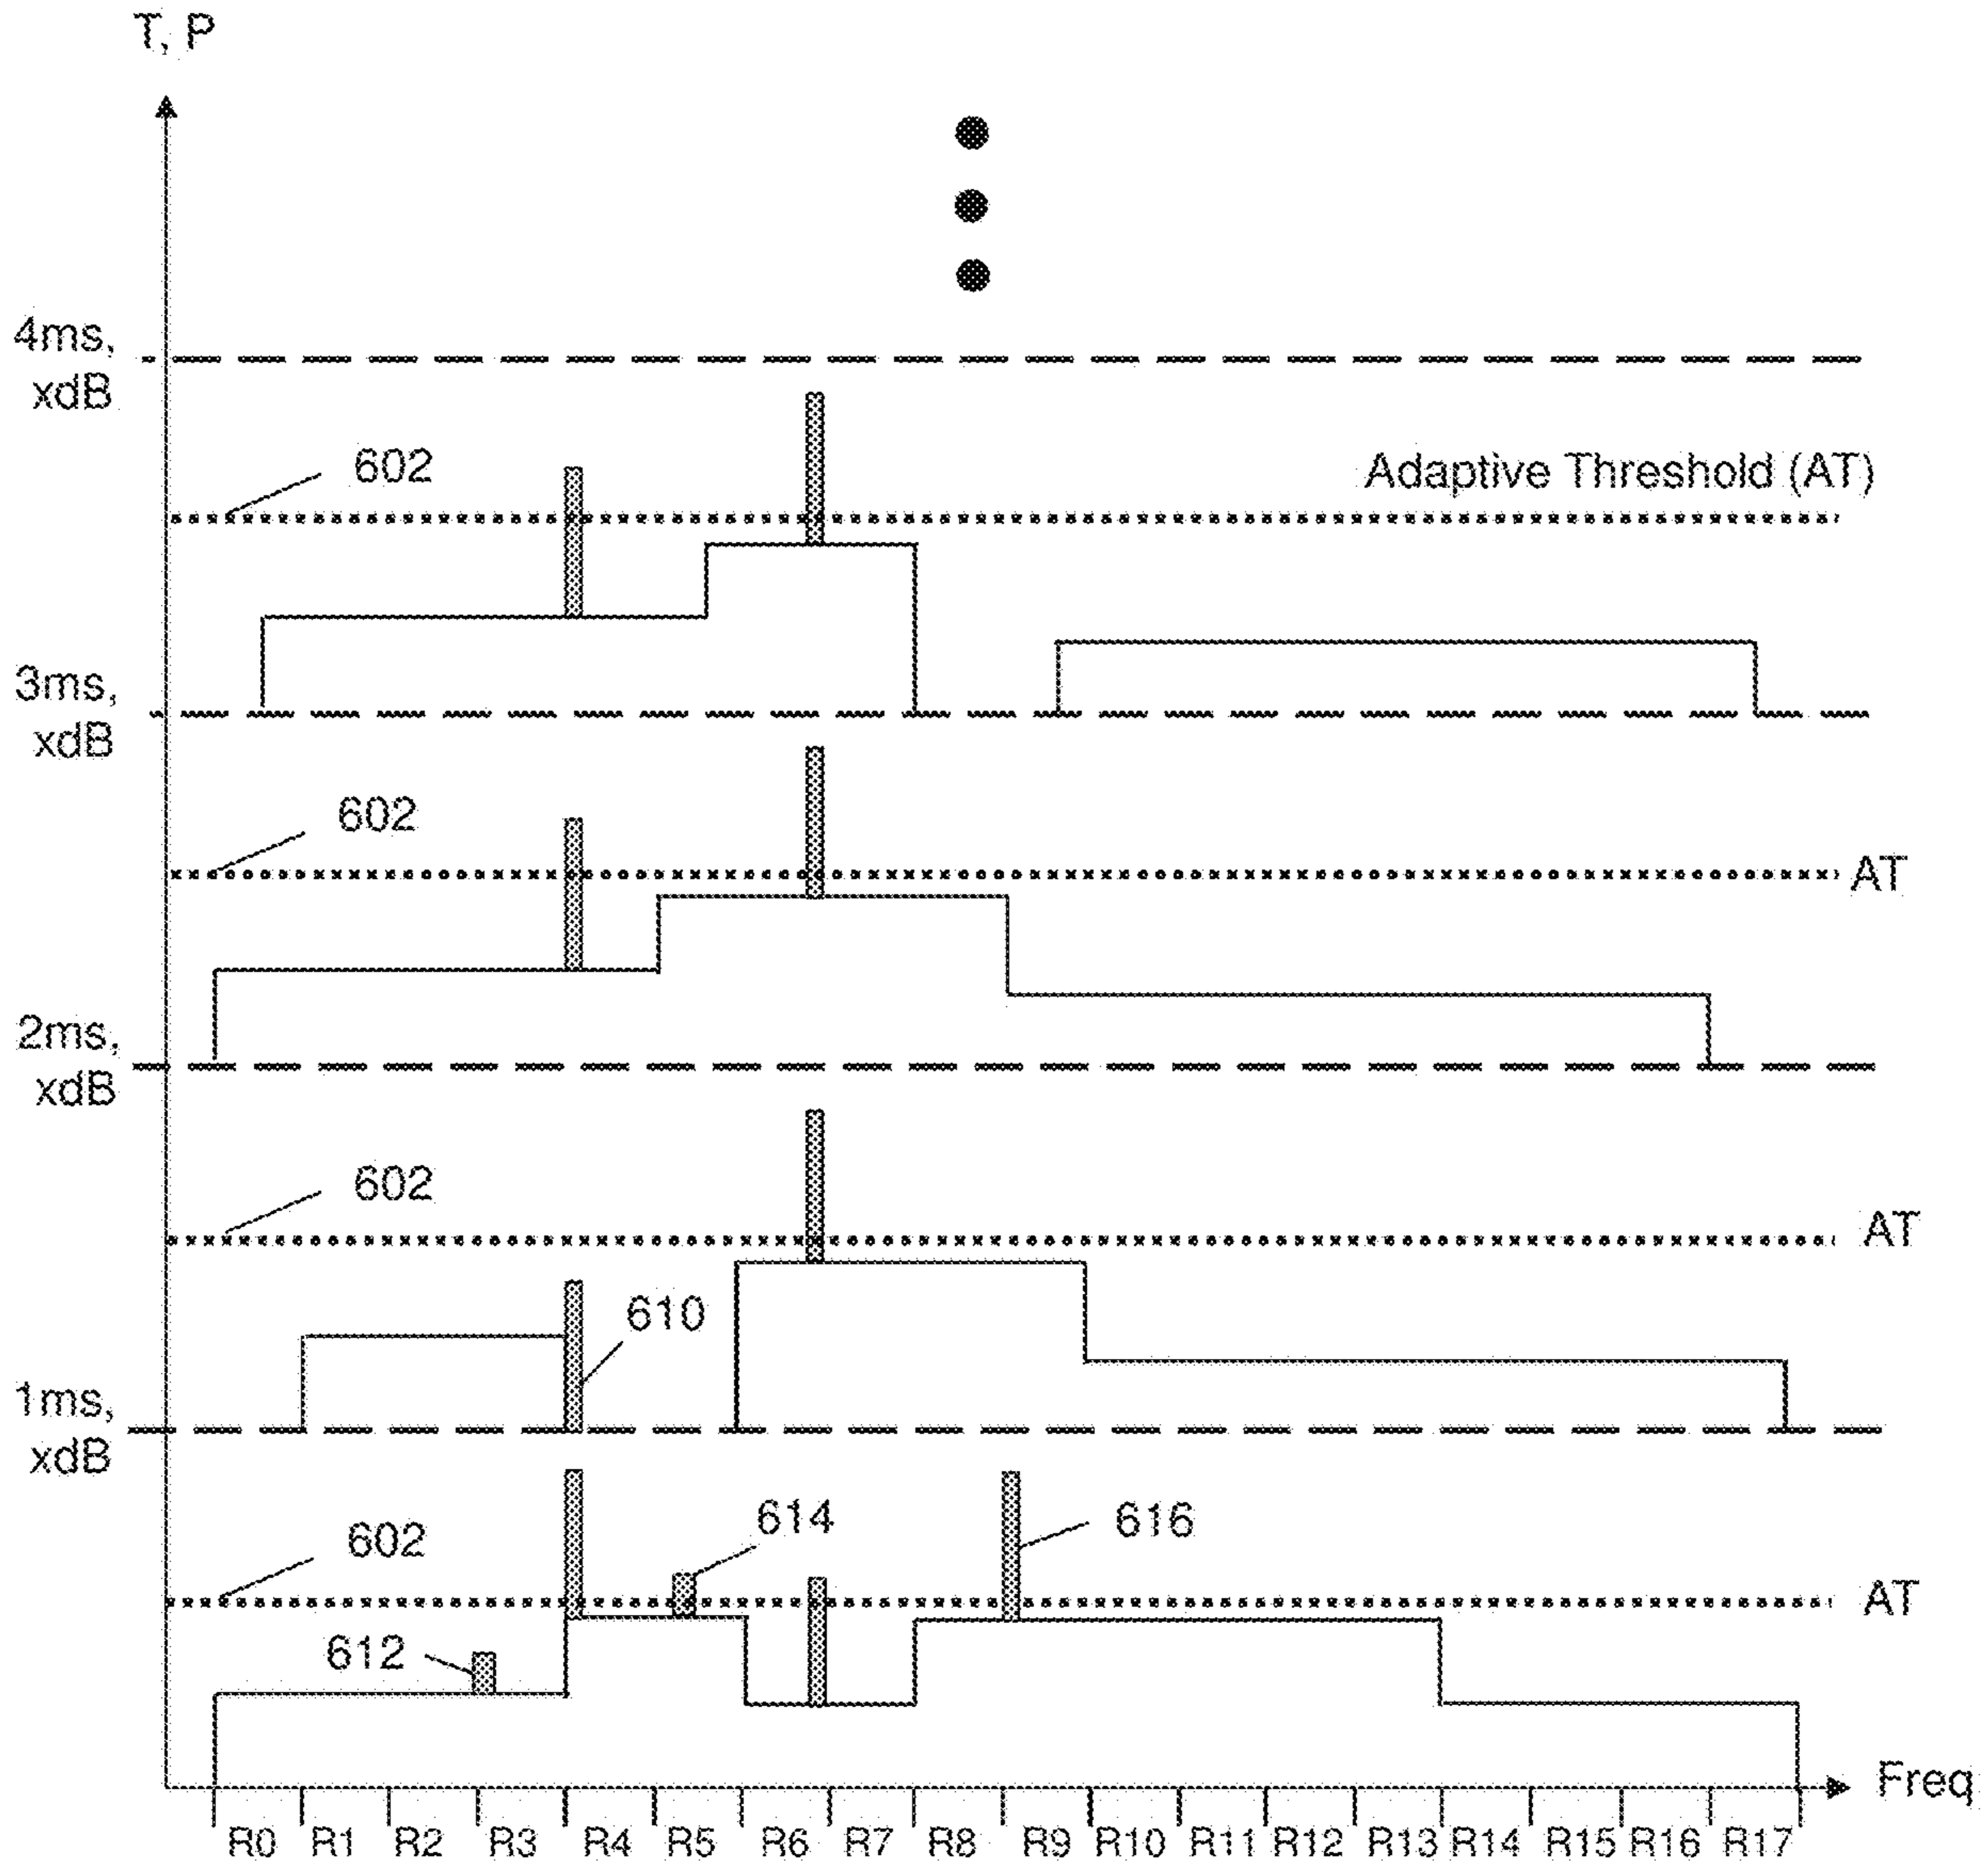 T, P
4ms,
xdB
602
Adaptive Threshold (AT)
3ms,
xdB
602
AT
2ms,
xdB
602
AT
610
1ms,
xdB
602
614
616
AT
612
Freq
R0 R1 R2 R3 R4 R5 R6 R7 R8 R9 R10 R11 R12 R13 R14 R15 R16 R17